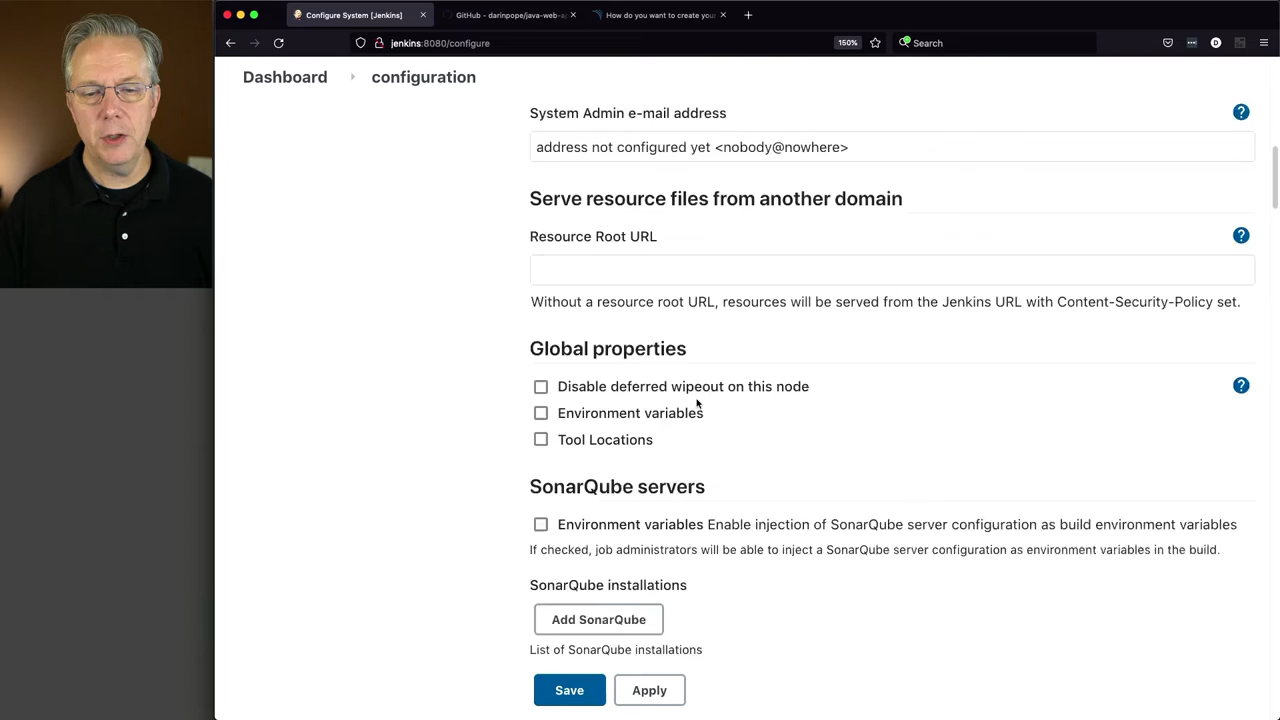 Configure System [Jenkins]
GitHub - darinpope/java-web-ap
How do you want to create your
jenkins:8080/configure
150%
Search
Dashboard
configuration
System Admin e-mail address
address not configured yet <nobody@nowhere>
Serve resource files from another domain
Resource Root URL
Without a resource root URL, resources will be served from the Jenkins URL with Content-Security-Policy set.
Global properties
Disable deferred wipeout on this node
Environment variables
Tool Locations
SonarQube servers
Environment variables Enable injection of SonarQube server configuration as build environment variables
If checked, job administrators will be able to inject a SonarQube server configuration as environment variables in the build.
SonarQube installations
Add SonarQube
List of SonarQube installations
Save
Apply